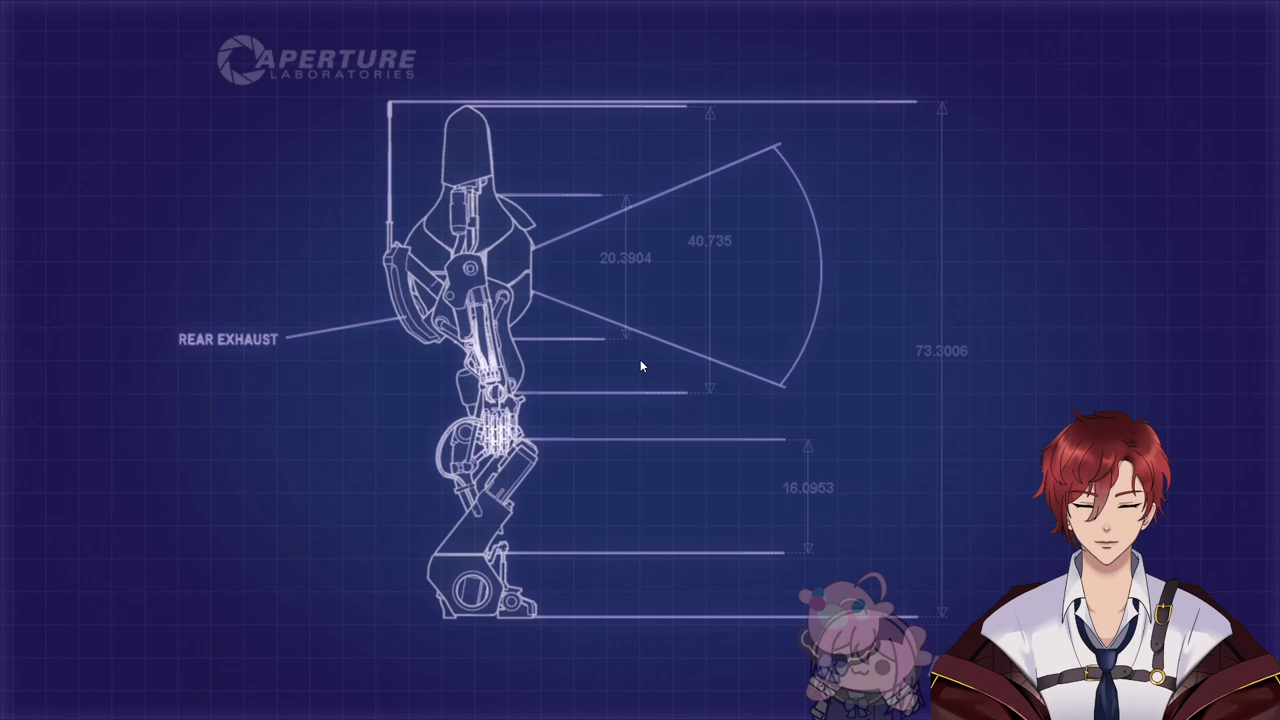 APERTURE
LABORATORIES
20.3904
40.735
REAR EXHAUST
73.3006
16.0953